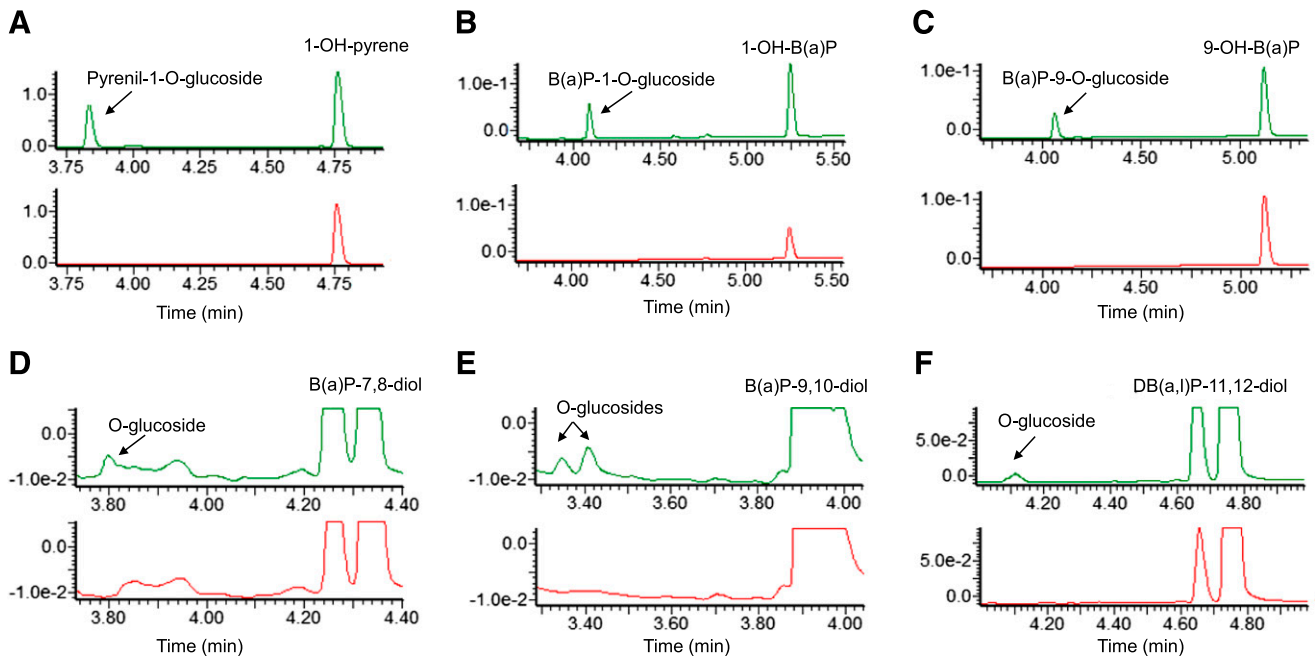 A
1-OH-pyrene
Pyrenil-1-O-glucoside
1.0
0.0
3.75 4.00 4.25 4.50 4.75
1.0
0.0
3.75 4.00 4.25 4.50 4.75
Time (min)
B
1-OH-B(a)P
B(a)P-1-O-glucoside
1.0e-1
0.0
4.00 4.50 5.00 5.50
1.0e-1
0.0
4.00 4.50 5.00 5.50
Time (min)
C
9-OH-B(a)P
B(a)P-9-O-glucoside
1.0e-1
0.0
4.00 4.50 5.00
1.0e-1
0.0
4.00 4.50 5.00
Time (min)
D
B(a)P-7,8-diol
O-glucoside
0.0
-1.0e-2
3.80 4.00 4.20 4.40
0.0
-1.0e-2
3.80 4.00 4.20 4.40
Time (min)
E
B(a)P-9,10-diol
O-glucosides
0.0
-1.0e-2
3.40 3.60 3.80 4.00
0.0
-1.0e-2
3.40 3.60 3.80 4.00
Time (min)
F
DB(a,l)P-11,12-diol
O-glucoside
5.0e-2
0.0
4.20 4.40 4.60 4.80
5.0e-2
0.0
4.20 4.40 4.60 4.80
Time (min)